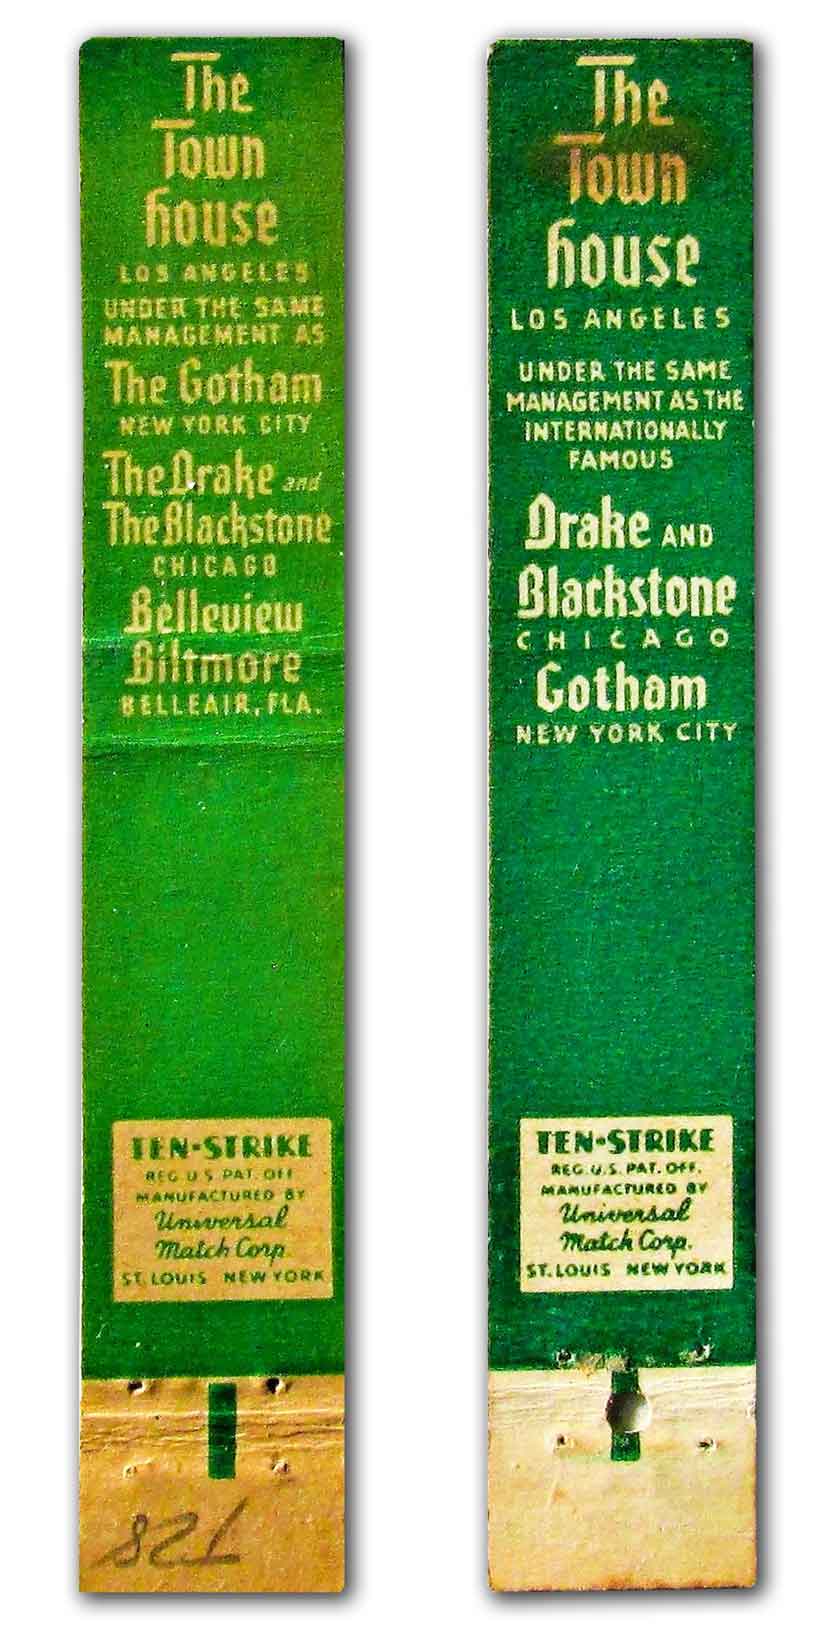 The
Town
house
LOS ANGELES
UNDER THE SAME
MANAGEMENT AS
The Gotham
NEW YORK CITY
The Drake and
The Blackstone
CHICAGO
Belleview
Biltmore
BELLEAIR, FLA.
TEN-STRIKE
REG. U.S. PAT. OFF.
MANUFACTURED BY
Universal
Match Corp.
ST. LOUIS NEW YORK
The
Town
house
LOS ANGELES
UNDER THE SAME
MANAGEMENT AS THE
INTERNATIONALLY
FAMOUS
Drake AND
Blackstone
CHICAGO
Gotham
NEW YORK CITY
TEN-STRIKE
REG. U.S. PAT. OFF.
MANUFACTURED BY
Universal
Match Corp.
ST. LOUIS NEW YORK